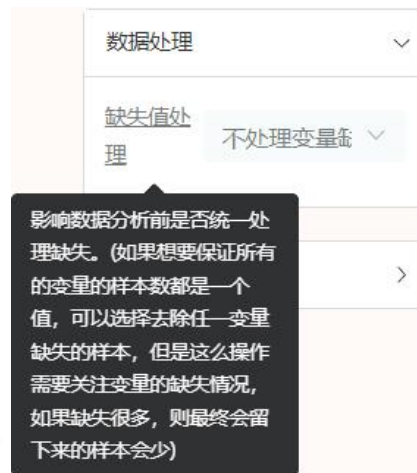 数据处理
缺失值处
理
不处理变量缺
影响数据分析前是否统一处
理缺失。(如果想要保证所有
的变量的样本数都是一个
值，可以选择去除任一变量
缺失的样本，但是这么操作
需要关注变量的缺失情况，
如果缺失很多，则最终会留
下来的样本会少)